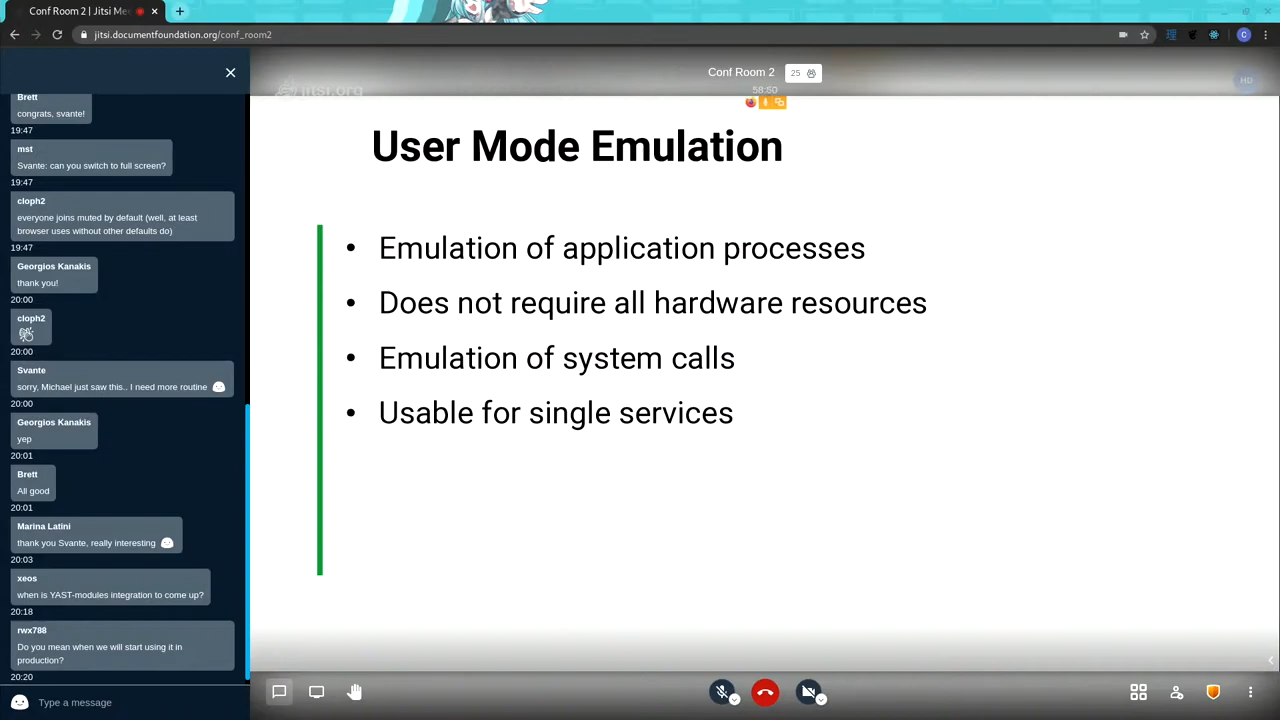 Conf Room 2 | Jitsi Me
jitsi.documentfoundation.org/conf_room2
Brett
congrats, svante!
19:47
mst
Svante: can you switch to full screen?
19:47
cloph2
everyone joins muted by default (well, at least
browser uses without other defaults do)
19:47
Georgios Kanakis
thank you!
20:00
cloph2
20:00
Svante
sorry, Michael just saw this.. I need more routine
20:00
Georgios Kanakis
yep
20:01
Brett
All good
20:01
Marina Latini
thank you Svante, really interesting
20:03
xeos
when is YAST-modules integration to come up?
20:18
rwx788
Do you mean when we will start using it in
production?
20:20
Type a message
jitsi.org
Conf Room 2 25
58:60
HD
User Mode Emulation
• Emulation of application processes
• Does not require all hardware resources
• Emulation of system calls
• Usable for single services